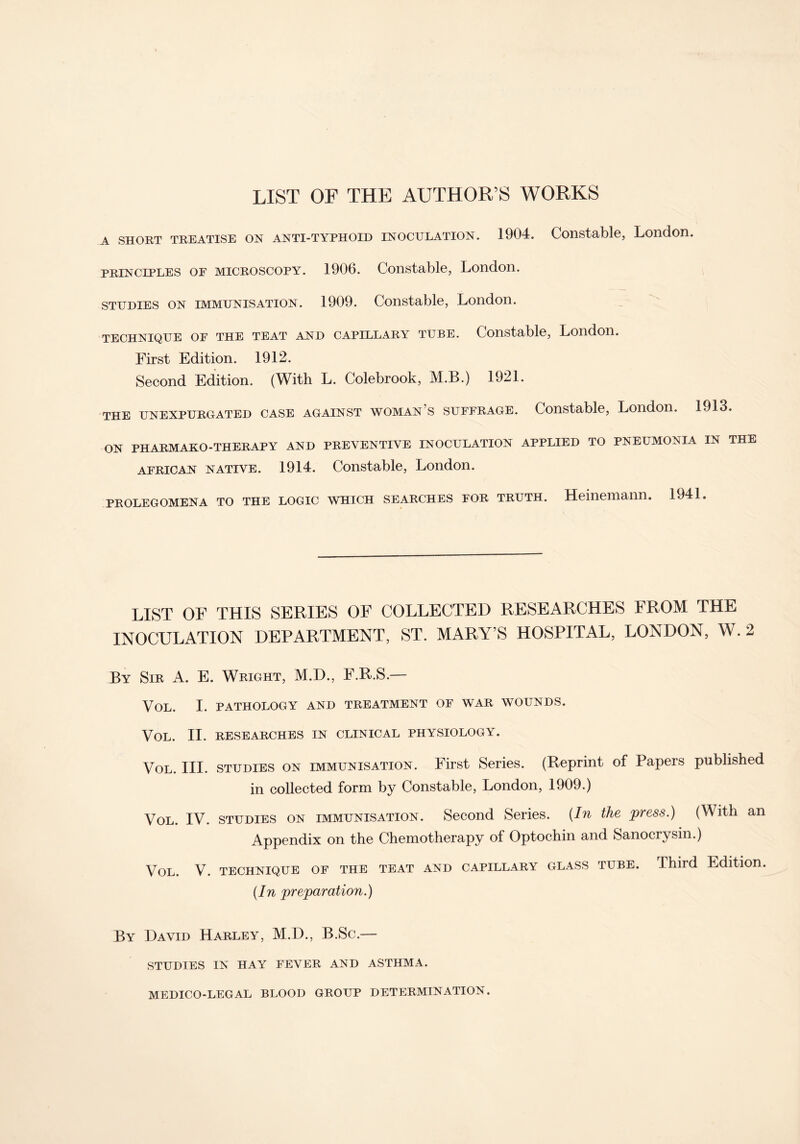 LIST OF THE AUTHOR'S WORKS
A SHORT TREATISE ON ANTI-TYPHOID INOCULATION. 1904. Constable, London.
PRINCIPLES OF MICROSCOPY. 1906. Constable, London.
STUDIES ON IMMUNISATION. 1909. Constable, London.
TECHNIQUE OF THE TEAT AND CAPILLARY TUBE. Constable, London.
First Edition. 1912.
Second Edition. (With L. Colebrook, M.B.) 1921.
THE UNEXPURGATED CASE AGAINST WOMAN'S SUFFRAGE. Constable, London. 1913.
ON PHARMAKO-THERAPY AND PREVENTIVE INOCULATION APPLIED TO PNEUMONIA IN THE
AFRICAN NATIVE. 1914. Constable, London.
PROLEGOMENA TO THE LOGIC WHICH SEARCHES FOR TRUTH. Heinemann. 1941.
LIST OF THIS SERIES OF COLLECTED RESEARCHES FROM THE
INOCULATION DEPARTMENT, ST. MARY'S HOSPITAL, LONDON, W. 2
By Sir A. E. Wright, M.D., F.R.S.—
Vol. I. PATHOLOGY AND TREATMENT OF WAR WOUNDS.
Vol. II. RESEARCHES IN CLINICAL PHYSIOLOGY.
Vol. III. STUDIES ON IMMUNISATION. First Series. (Reprint of Papers published
in collected form by Constable, London, 1909.)
Vol. IV. STUDIES ON IMMUNISATION. Second Series. (In the press.) (With an
Appendix on the Chemotherapy of Optochin and Sanocrysin.)
Vol. V. TECHNIQUE OF THE TEAT AND CAPILLARY GLASS TUBE. Third Edition.
(In preparation.)
By David Harley, M.D., B.Sc.—
STUDIES IN HAY FEVER AND ASTHMA.
MEDICO-LEGAL BLOOD GROUP DETERMINATION.